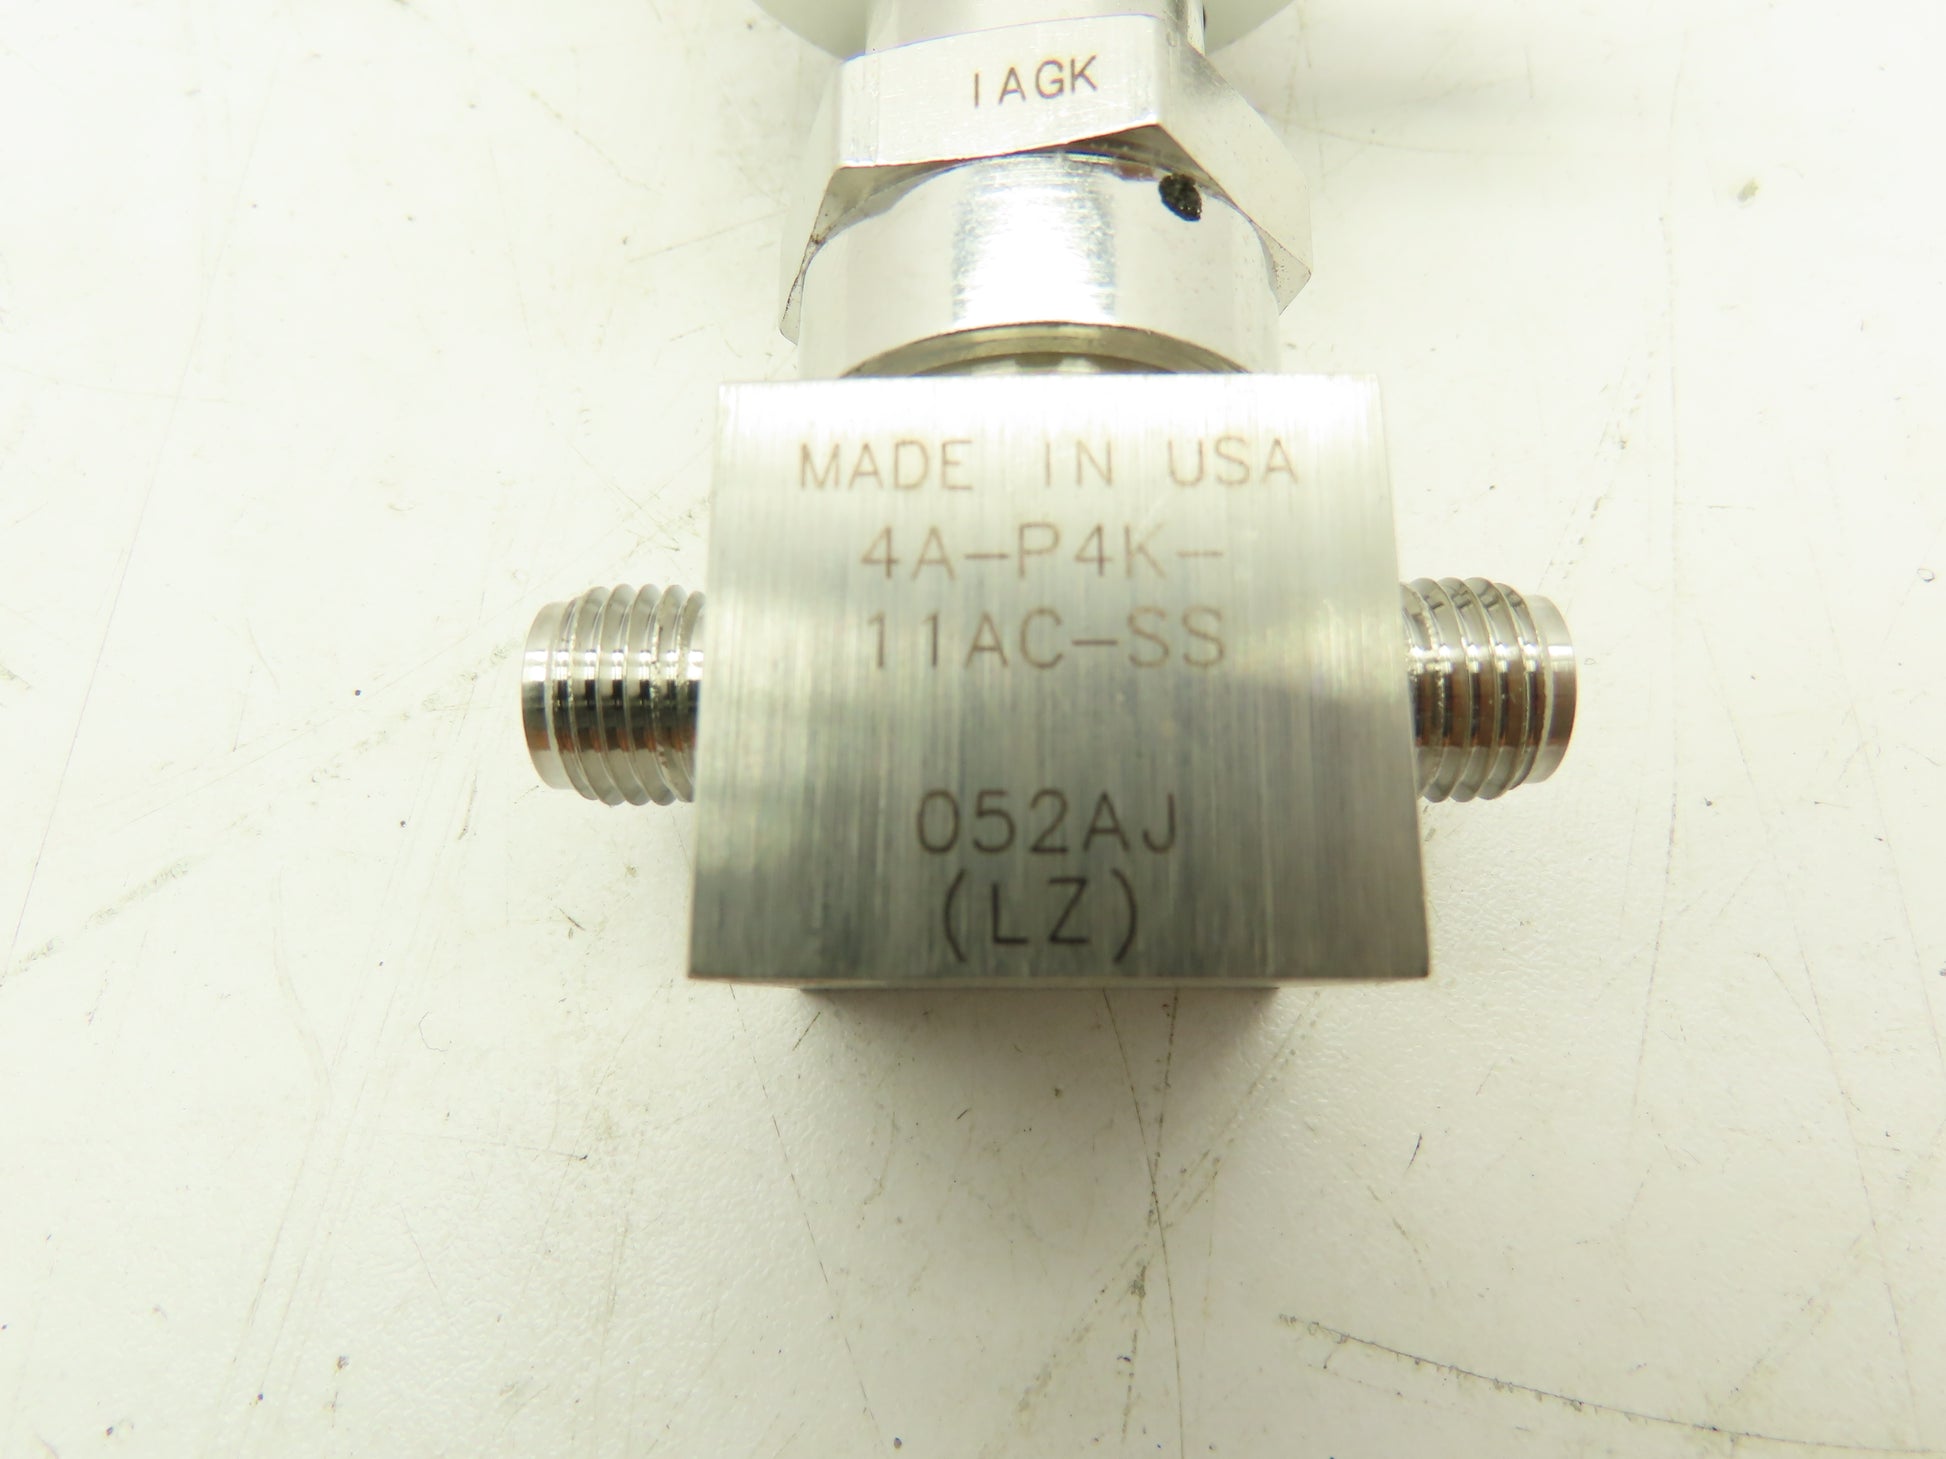 IAGK
MADE IN USA
4A-P4K-
11AC-SS
052AJ
(LZ)